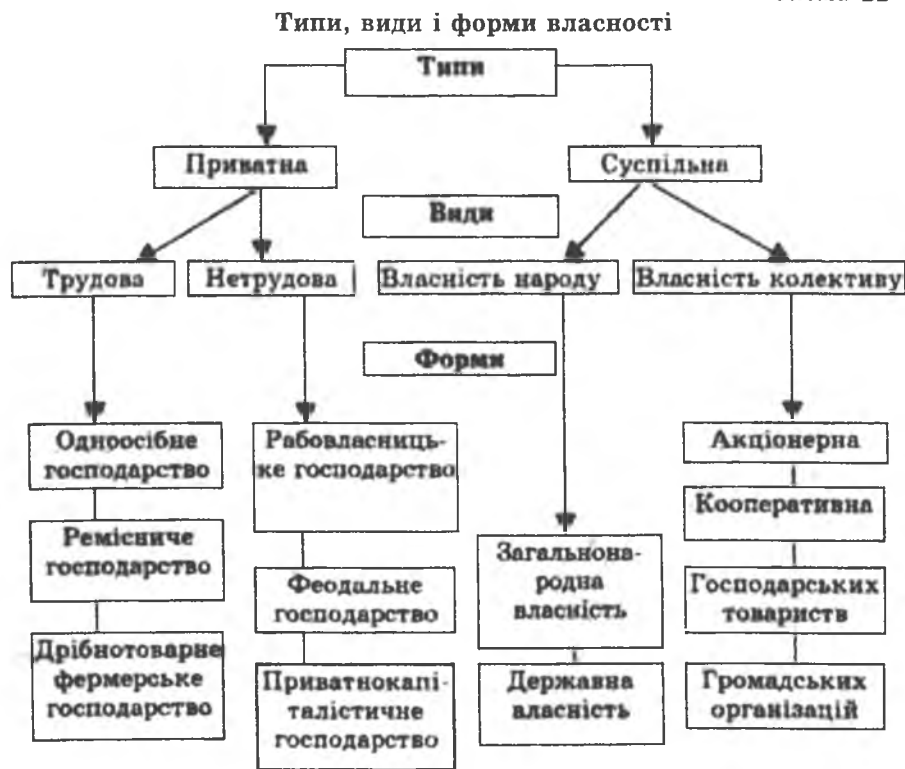 Типи, види і форми власності
Типи
Приватна
Суспільна
Види
Трудова
Нетрудова
Власність народу
Власність колективу
Форми
Одноосібне
господарство
Ремісниче
господарство
Дрібнотоварне
фермерське
господарство
Рабовласниць-
ке господарство
Феодальне
господарство
Приватнокапі-
талістичне
господарство
Загальнона-
родна
власність
Державна
власність
Акціонерна
Кооперативна
Господарських
товариств
Громадських
організацій